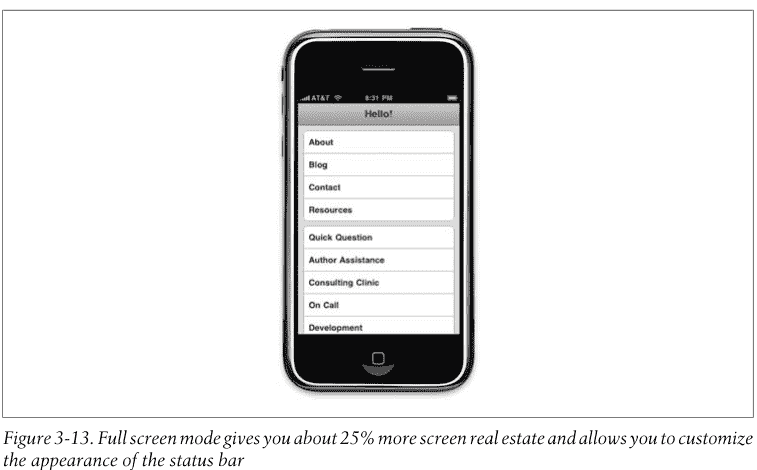 AT&T 8:31 PM
Hello!
About
Blog
Contact
Resources
Quick Question
Author Assistance
Consulting Clinic
On Call
Development
Figure 3-13. Full screen mode gives you about 25% more screen real estate and allows you to customize
the appearance of the status bar